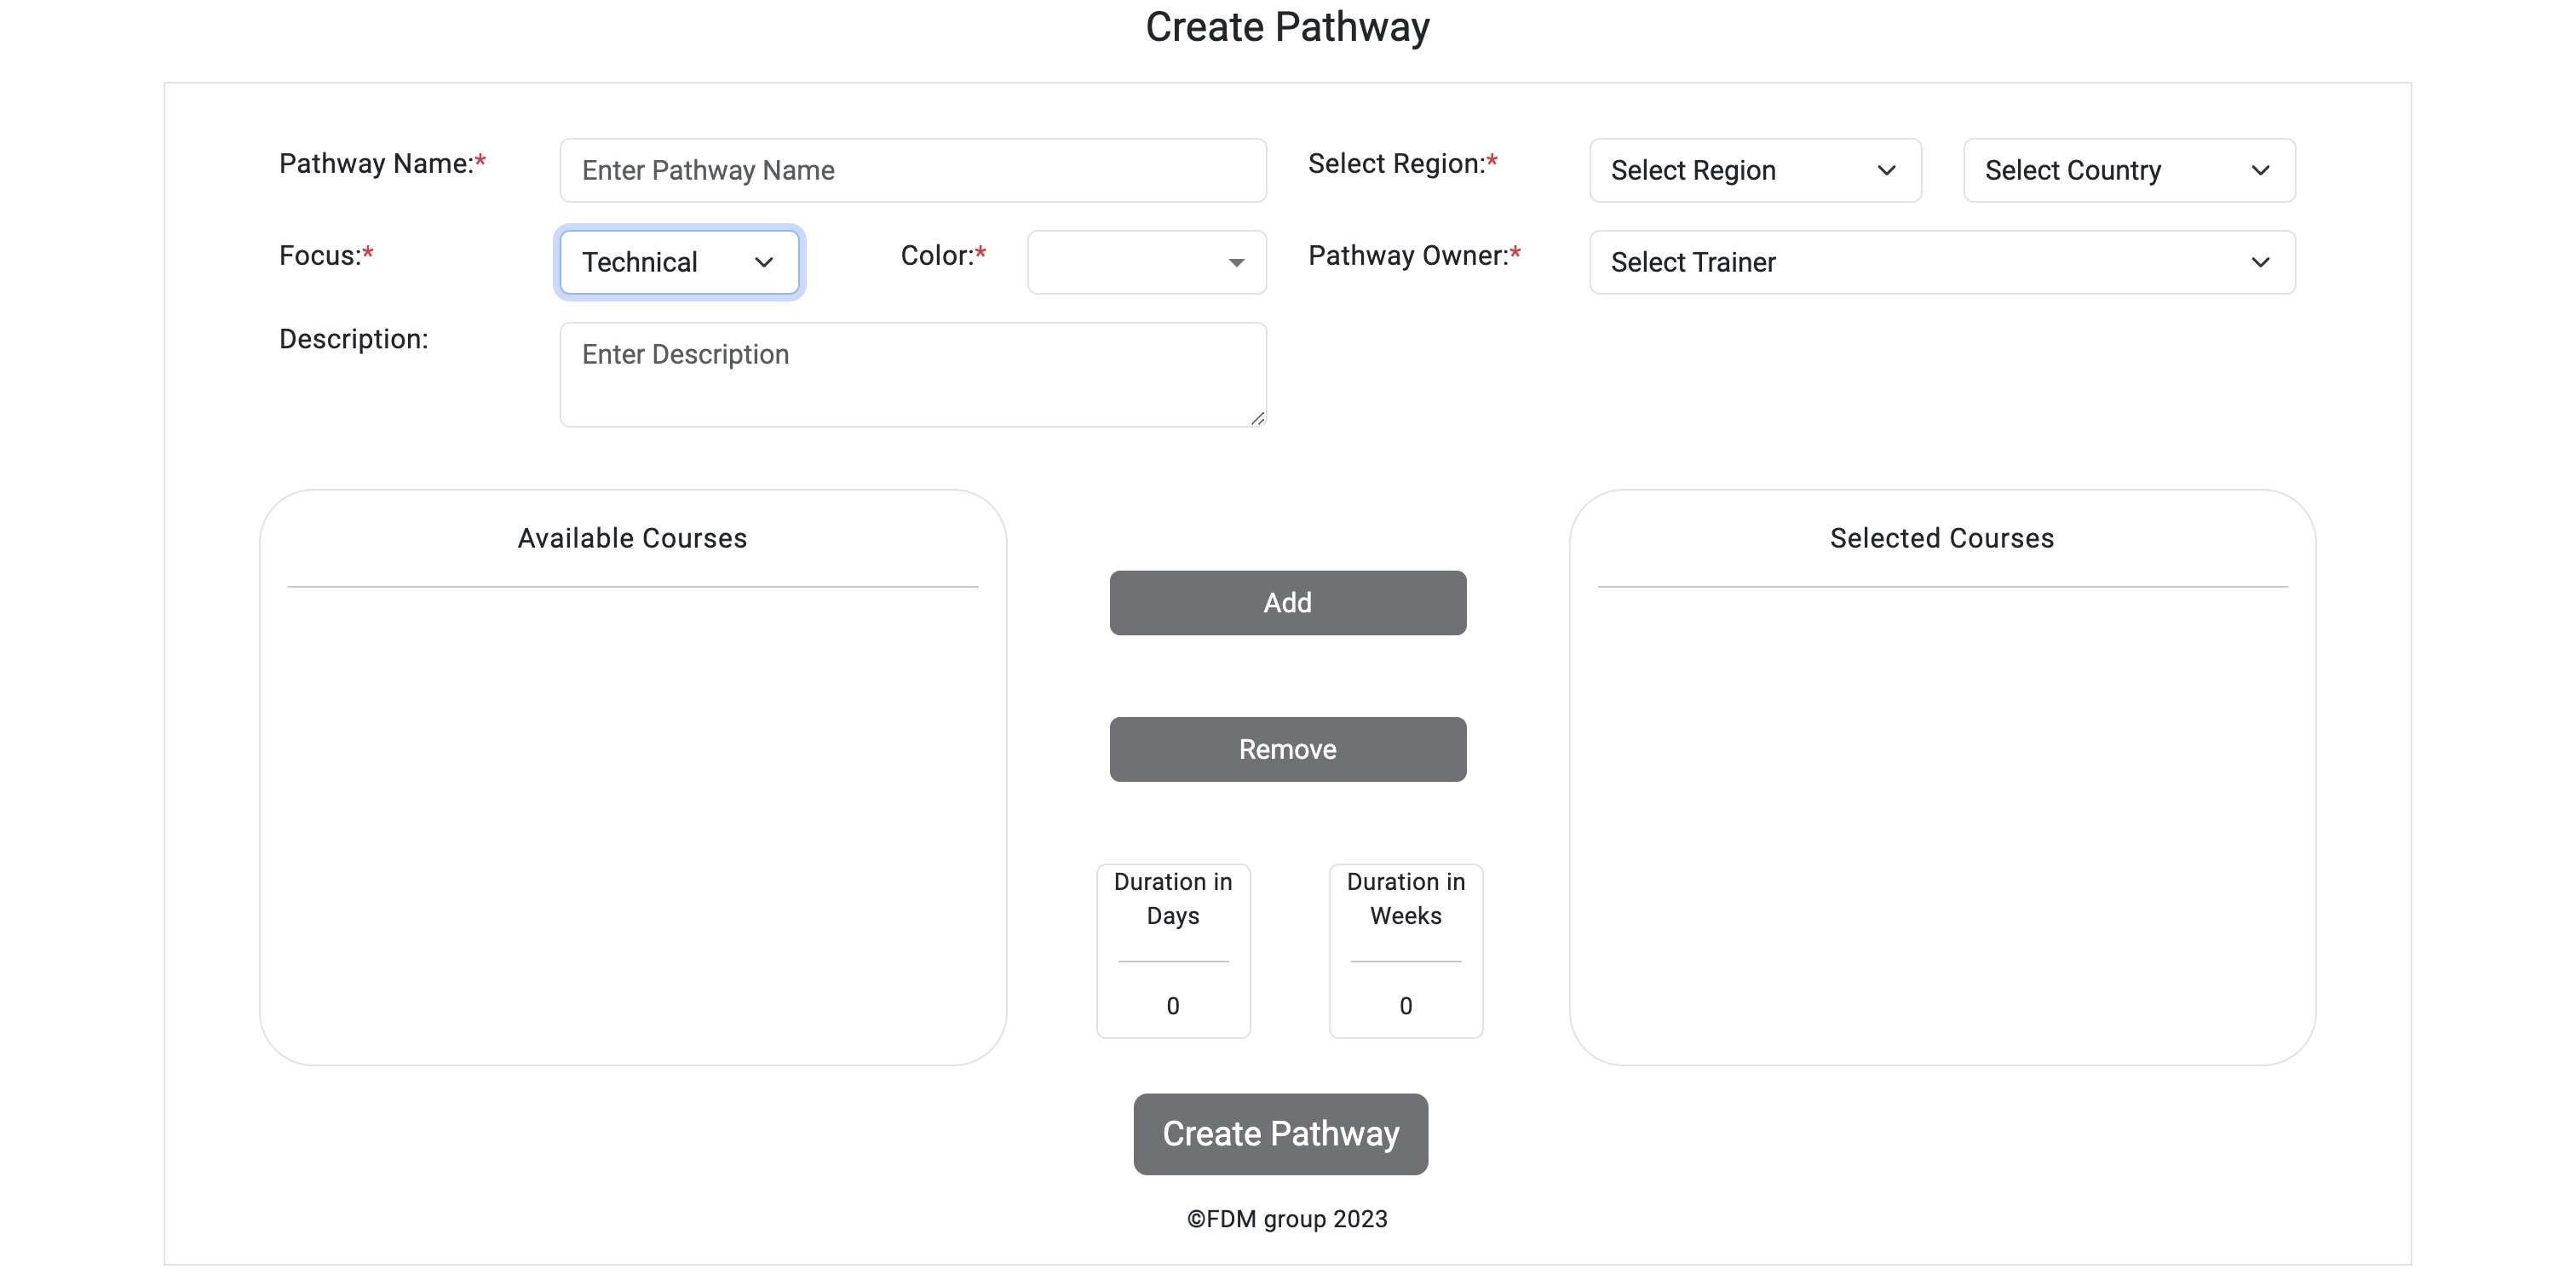 Create Pathway
Pathway Name:*
Enter Pathway Name
Select Region:*
Select Region
Select Country
Focus:*
Technical
Color:*
Pathway Owner:*
Select Trainer
Description:
Enter Description
Available Courses
Selected Courses
Add
Remove
Duration in
Days
0
Duration in
Weeks
0
Create Pathway
©FDM group 2023